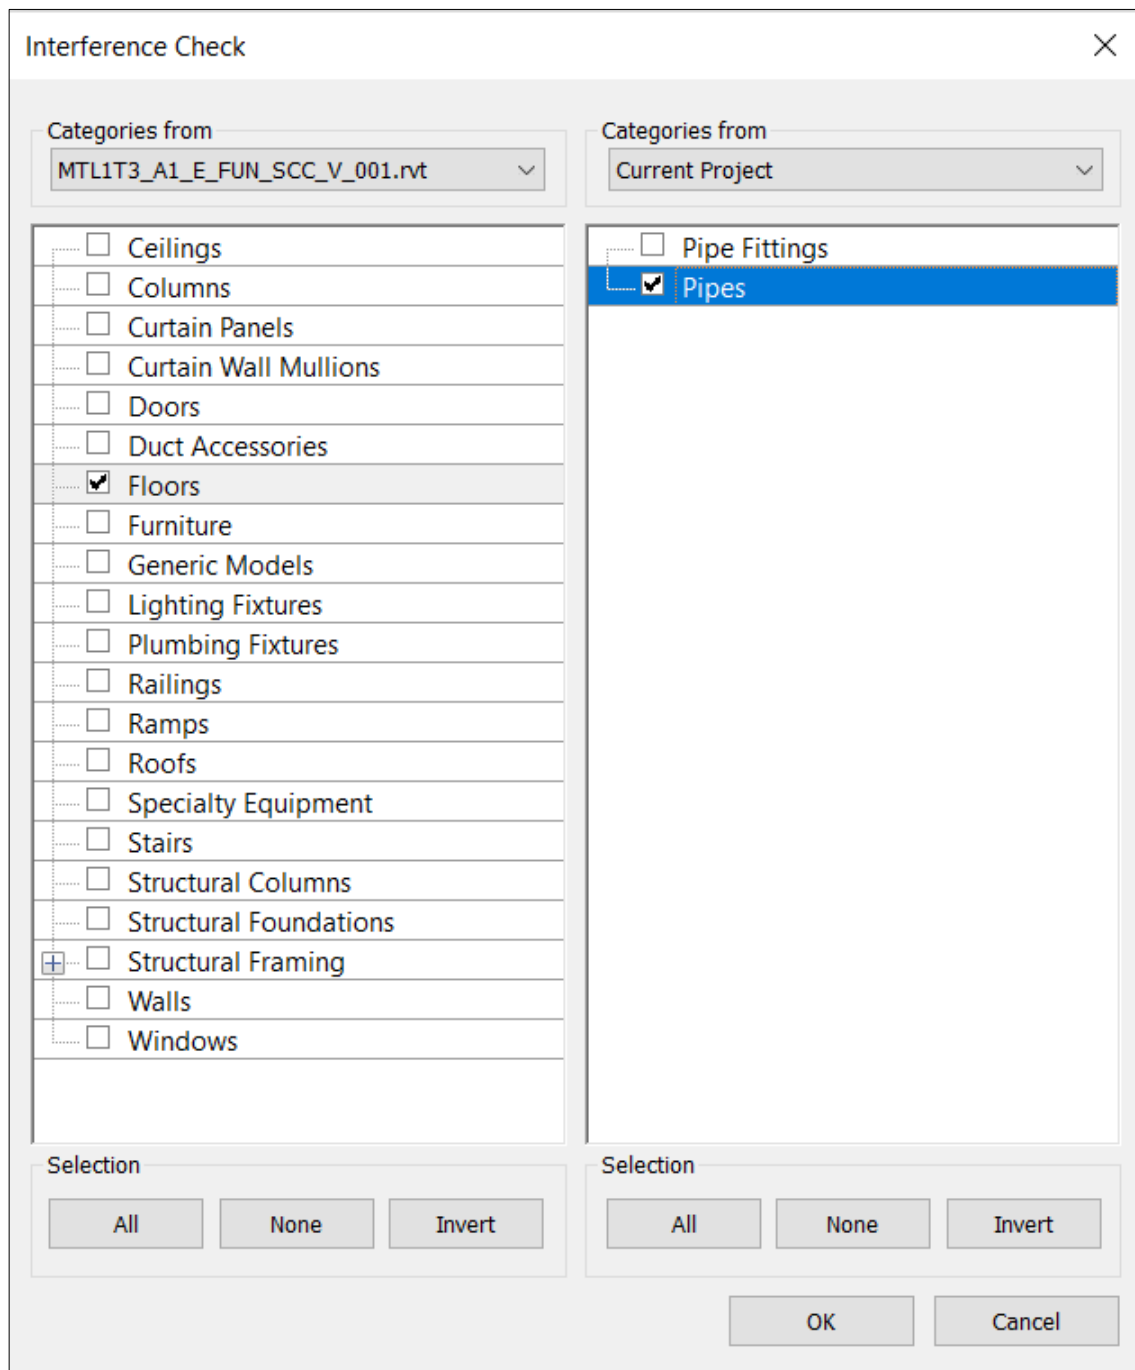 Interference Check
Categories from
MTL1T3_A1_E_FUN_SCC_V_001.rvt
Ceilings
Columns
Curtain Panels
Curtain Wall Mullions
Doors
Duct Accessories
Floors
Furniture
Generic Models
Lighting Fixtures
Plumbing Fixtures
Railings
Ramps
Roofs
Specialty Equipment
Stairs
Structural Columns
Structural Foundations
Structural Framing
Walls
Windows
Selection
All None Invert
Categories from
Current Project
Pipe Fittings
Pipes
Selection
All None Invert
OK Cancel